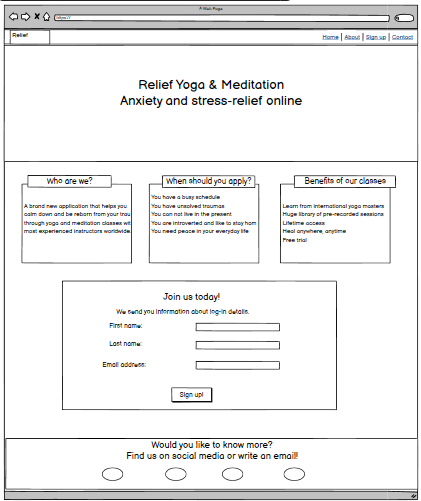 A Web Page
https://
Relief
Home | About | Sign up | Contact
Relief Yoga & Meditation
Anxiety and stress-relief online
Who are we?
A brand new application that helps you
calm down and be reborn from your trau
through yoga and meditation classes wit
most experienced instructors worldwide.
When should you apply?
You have a busy schedule
You have unsolved traumas
You can not live in the present
You are introverted and like to stay hom
You need peace in your everyday life
Benefits of our classes
Learn from international yoga masters
Huge library of pre-recorded sessions
Lifetime access
Heal anywhere, anytime
Free trial
Join us today!
We send you information about log-in details.
First name:
Last name:
Email address:
Sign up!
Would you like to know more?
Find us on social media or write an email!